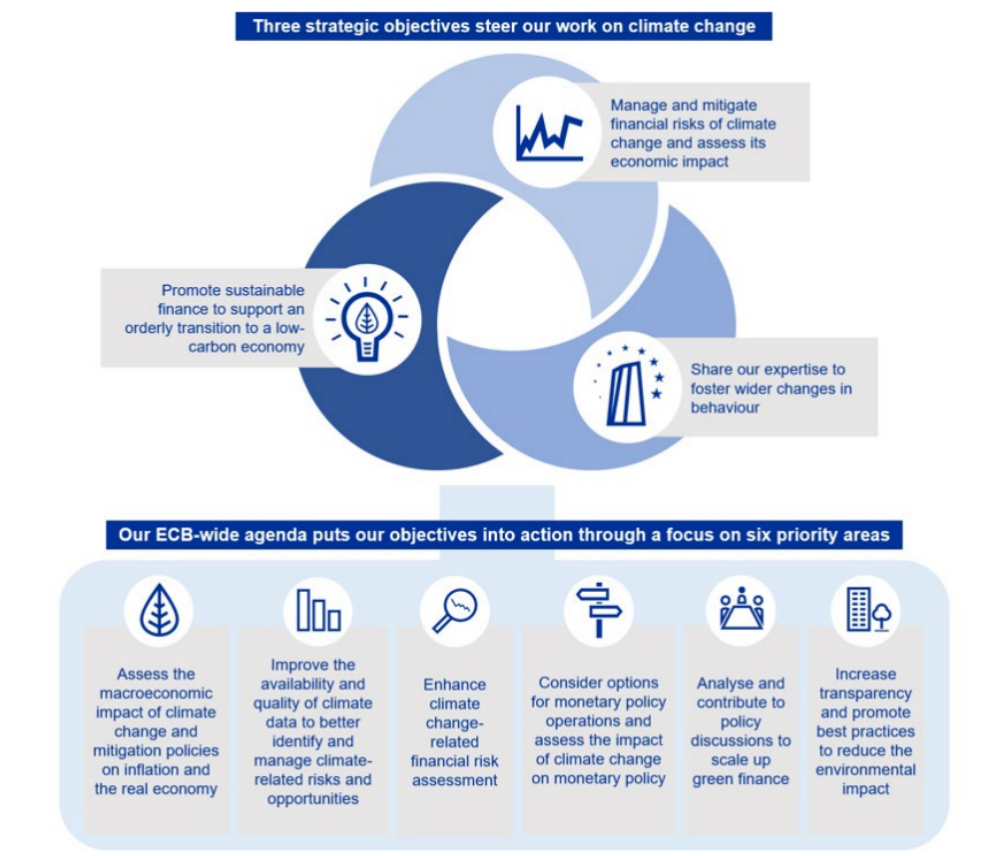 Three strategic objectives steer our work on climate change
Manage and mitigate
financial risks of climate
change and assess its
economic impact
Promote sustainable
finance to support an
orderly transition to a low-
carbon economy
Share our expertise to
foster wider changes in
behaviour
Our ECB-wide agenda puts our objectives into action through a focus on six priority areas
Assess the
macroeconomic
impact of climate
change and
mitigation policies
on inflation and
the real economy
Improve the
availability and
quality of climate
data to better
identify and
manage climate-
related risks and
opportunities
Enhance
climate
change-
related
financial risk
assessment
Consider options
for monetary policy
operations and
assess the impact
of climate change
on monetary policy
Analyse and
contribute to
policy
discussions to
scale up
green finance
Increase
transparency
and promote
best practices
to reduce the
environmental
impact